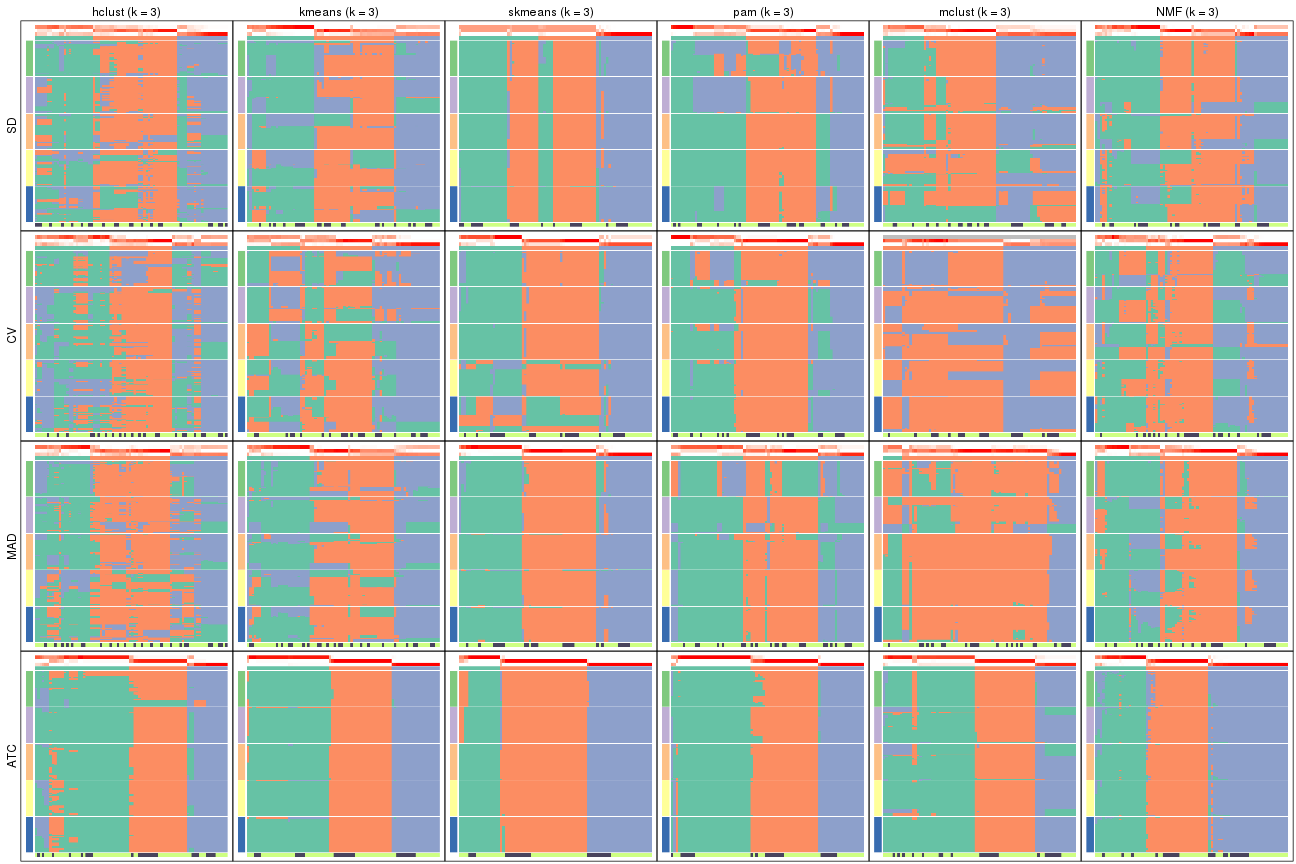 hclust (k = 3) kmeans (k = 3) skmeans (k = 3) pam (k = 3) mclust (k = 3) NMF (k = 3)
SD
CV
MAD
ATC